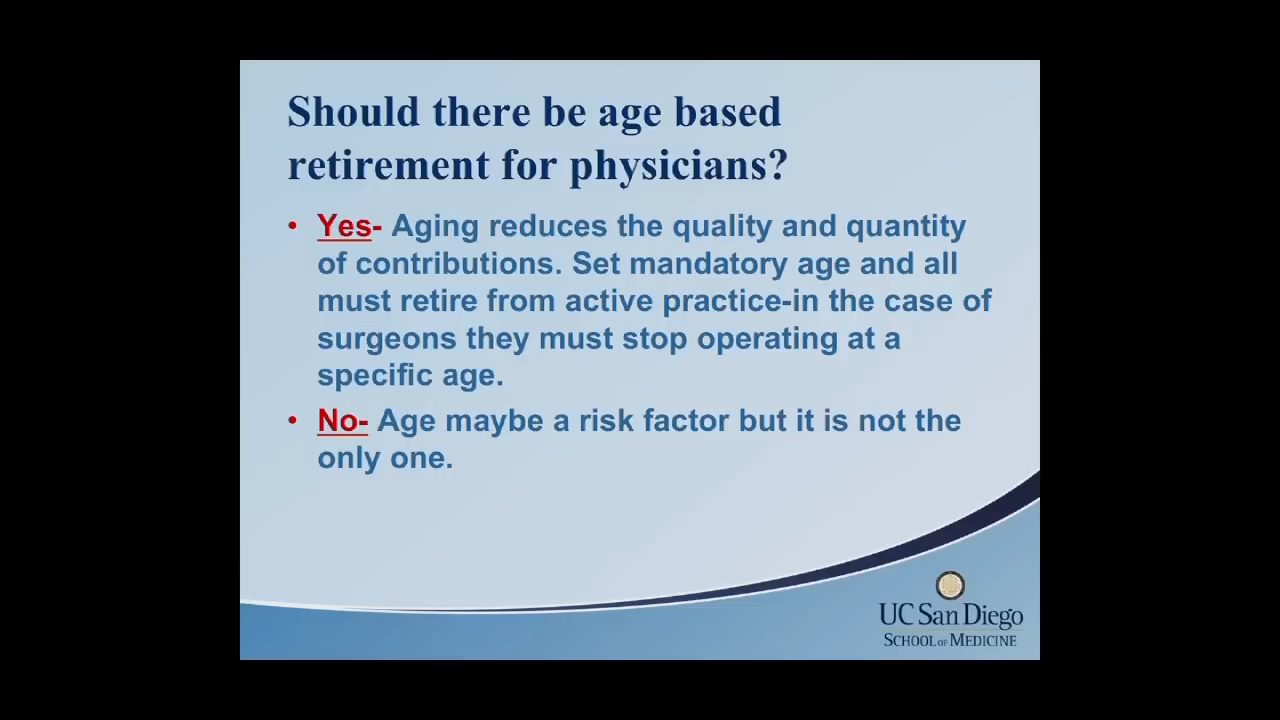 Should there be age based
retirement for physicians?
• Yes- Aging reduces the quality and quantity
of contributions. Set mandatory age and all
must retire from active practice-in the case of
surgeons they must stop operating at a
specific age.
• No- Age maybe a risk factor but it is not the
only one.
UC San Diego
SCHOOL OF MEDICINE